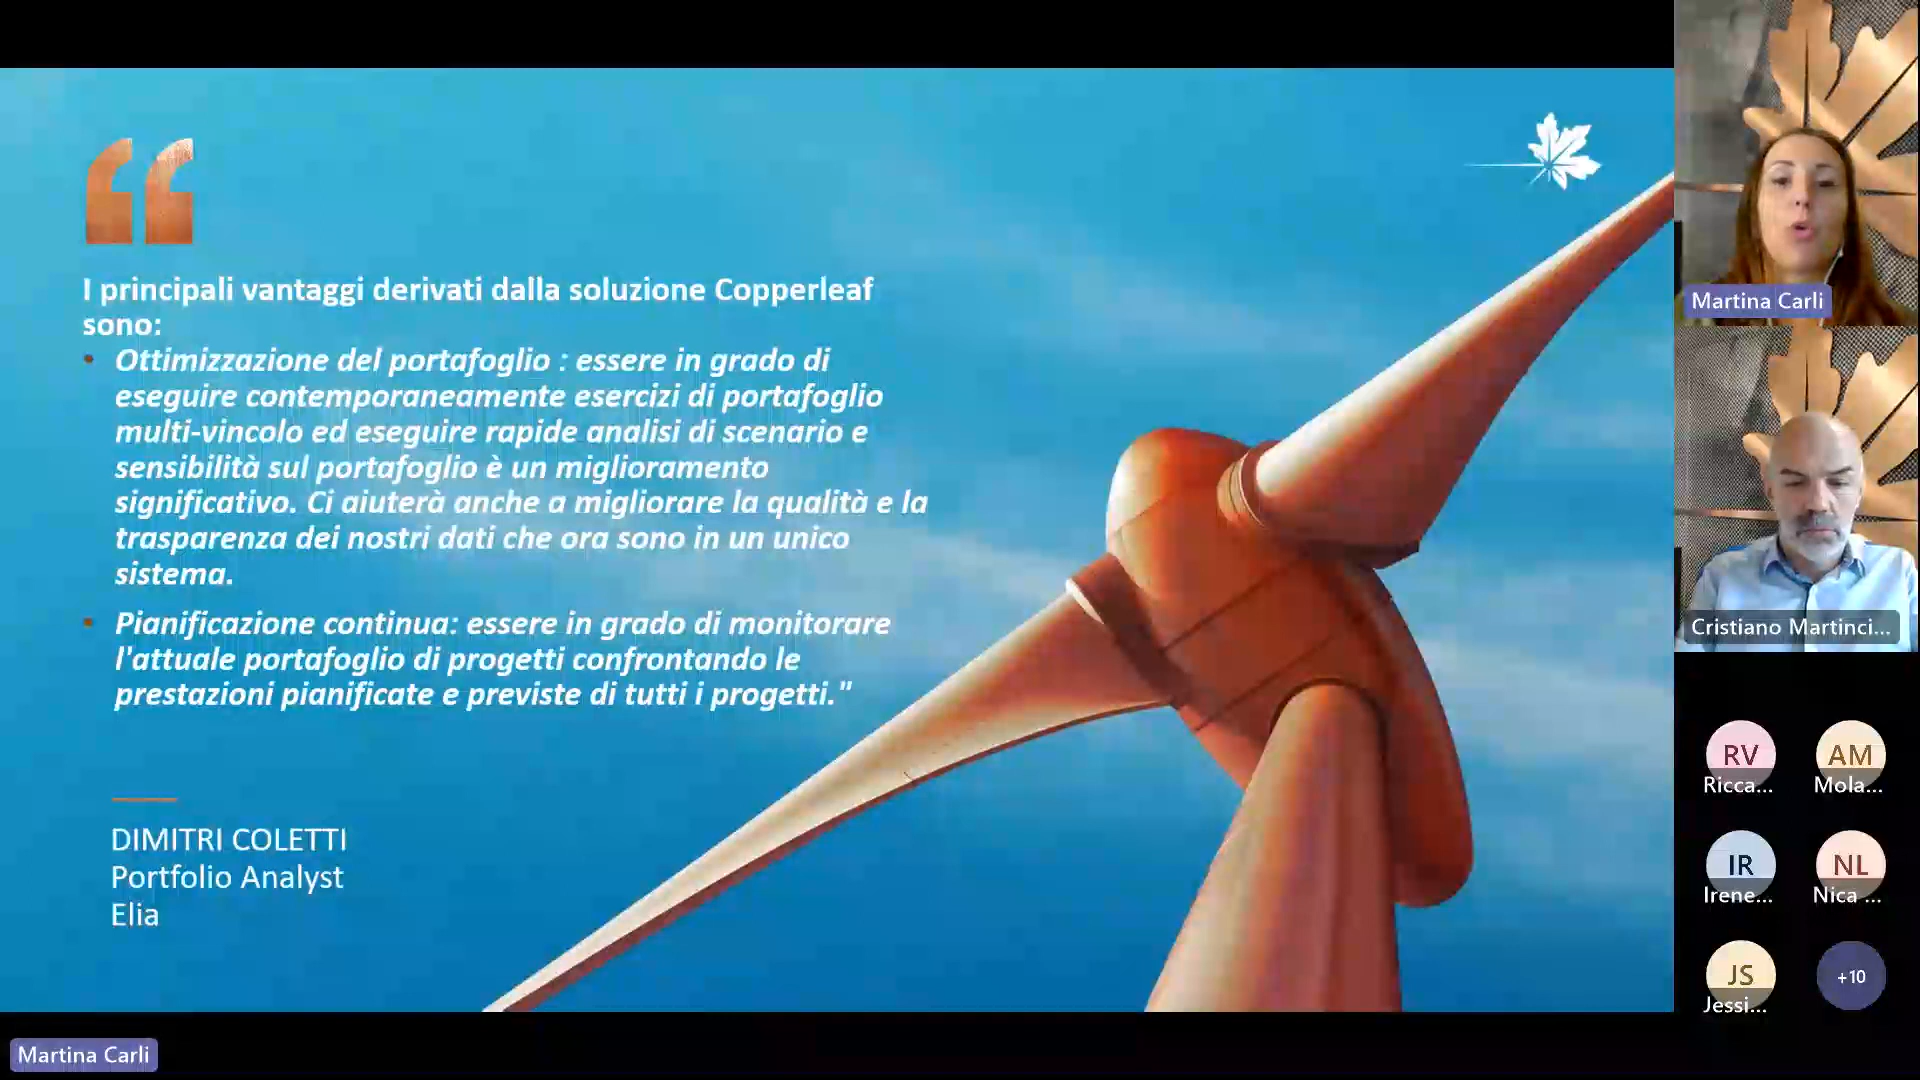 I principali vantaggi derivati dalla soluzione Copperleaf
sono:
• Ottimizzazione del portafoglio : essere in grado di
eseguire contemporaneamente esercizi di portafoglio
multi-vincolo ed eseguire rapide analisi di scenario e
sensibilità sul portafoglio è un miglioramento
significativo. Ci aiuterà anche a migliorare la qualità e la
trasparenza dei nostri dati che ora sono in un unico
sistema.
• Pianificazione continua: essere in grado di monitorare
l'attuale portafoglio di progetti confrontando le
prestazioni pianificate e previste di tutti i progetti."
DIMITRI COLETTI
Portfolio Analyst
Elia
Martina Carli
Martina Carli
Cristiano Martinci...
RV
Ricca...
AM
Mola...
IR
Irene...
NL
Nica ...
JS
Jessi...
+10